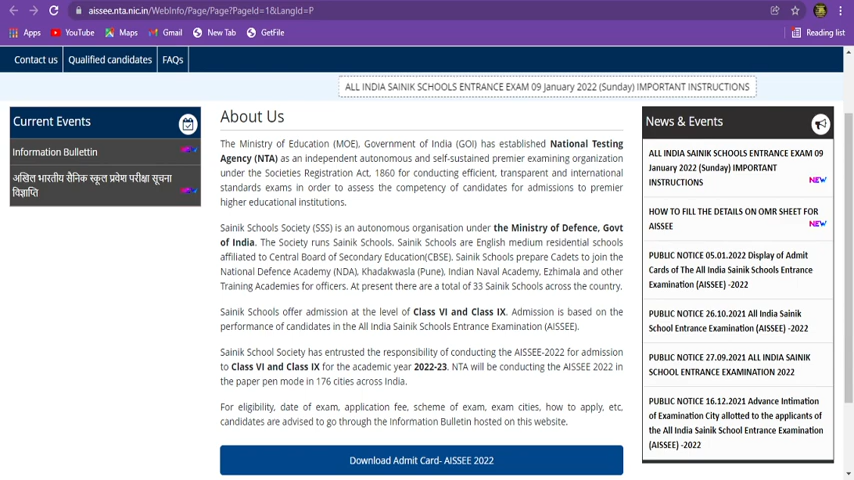 aissee.nta.nic.in/WebInfo/Page/Page?PageId=1&LangId=P
Apps YouTube Maps Gmail New Tab GetFile Reading list
Contact us Qualified candidates FAQs
ALL INDIA SAINIK SCHOOLS ENTRANCE EXAM 09 January 2022 (Sunday) IMPORTANT INSTRUCTIONS
Current Events
Information Bullettin
अखिल भारतीय सैनिक स्कूल प्रवेश परीक्षा सूचना
विज्ञप्ति
About Us
The Ministry of Education (MOE), Government of India (GOI) has established National Testing
Agency (NTA) as an independent autonomous and self-sustained premier examining organization
under the Societies Registration Act, 1860 for conducting efficient, transparent and international
standards exams in order to assess the competency of candidates for admissions to premier
higher educational institutions.
Sainik Schools Society (SSS) is an autonomous organisation under the Ministry of Defence, Govt
of India. The Society runs Sainik Schools. Sainik Schools are English medium residential schools
affiliated to Central Board of Secondary Education(CBSE). Sainik Schools prepare Cadets to join the
National Defence Academy (NDA), Khadakwasla (Pune), Indian Naval Academy, Ezhimala and other
Training Academies for officers. At present there are a total of 33 Sainik Schools across the country.
Sainik Schools offer admission at the level of Class VI and Class IX. Admission is based on the
performance of candidates in the All India Sainik Schools Entrance Examination (AISSEE).
Sainik School Society has entrusted the responsibility of conducting the AISSEE-2022 for admission
to Class VI and Class IX for the academic year 2022-23. NTA will be conducting the AISSEE 2022 in
the paper pen mode in 176 cities across India.
For eligibility, date of exam, application fee, scheme of exam, exam cities, how to apply, etc.
candidates are advised to go through the Information Bulletin hosted on this website.
Download Admit Card- AISSEE 2022
News & Events
ALL INDIA SAINIK SCHOOLS ENTRANCE EXAM 09
January 2022 (Sunday) IMPORTANT
INSTRUCTIONS NEW
HOW TO FILL THE DETAILS ON OMR SHEET FOR
AISSEE NEW
PUBLIC NOTICE 05.01.2022 Display of Admit
Cards of The All India Sainik Schools Entrance
Examination (AISSEE) -2022
PUBLIC NOTICE 26.10.2021 All India Sainik
School Entrance Examination (AISSEE) -2022
PUBLIC NOTICE 27.09.2021 ALL INDIA SAINIK
SCHOOL ENTRANCE EXAMINATION 2022
PUBLIC NOTICE 16.12.2021 Advance Intimation
of Examination City allotted to the applicants of
the All India Sainik School Entrance Examination
(AISSEE) -2022